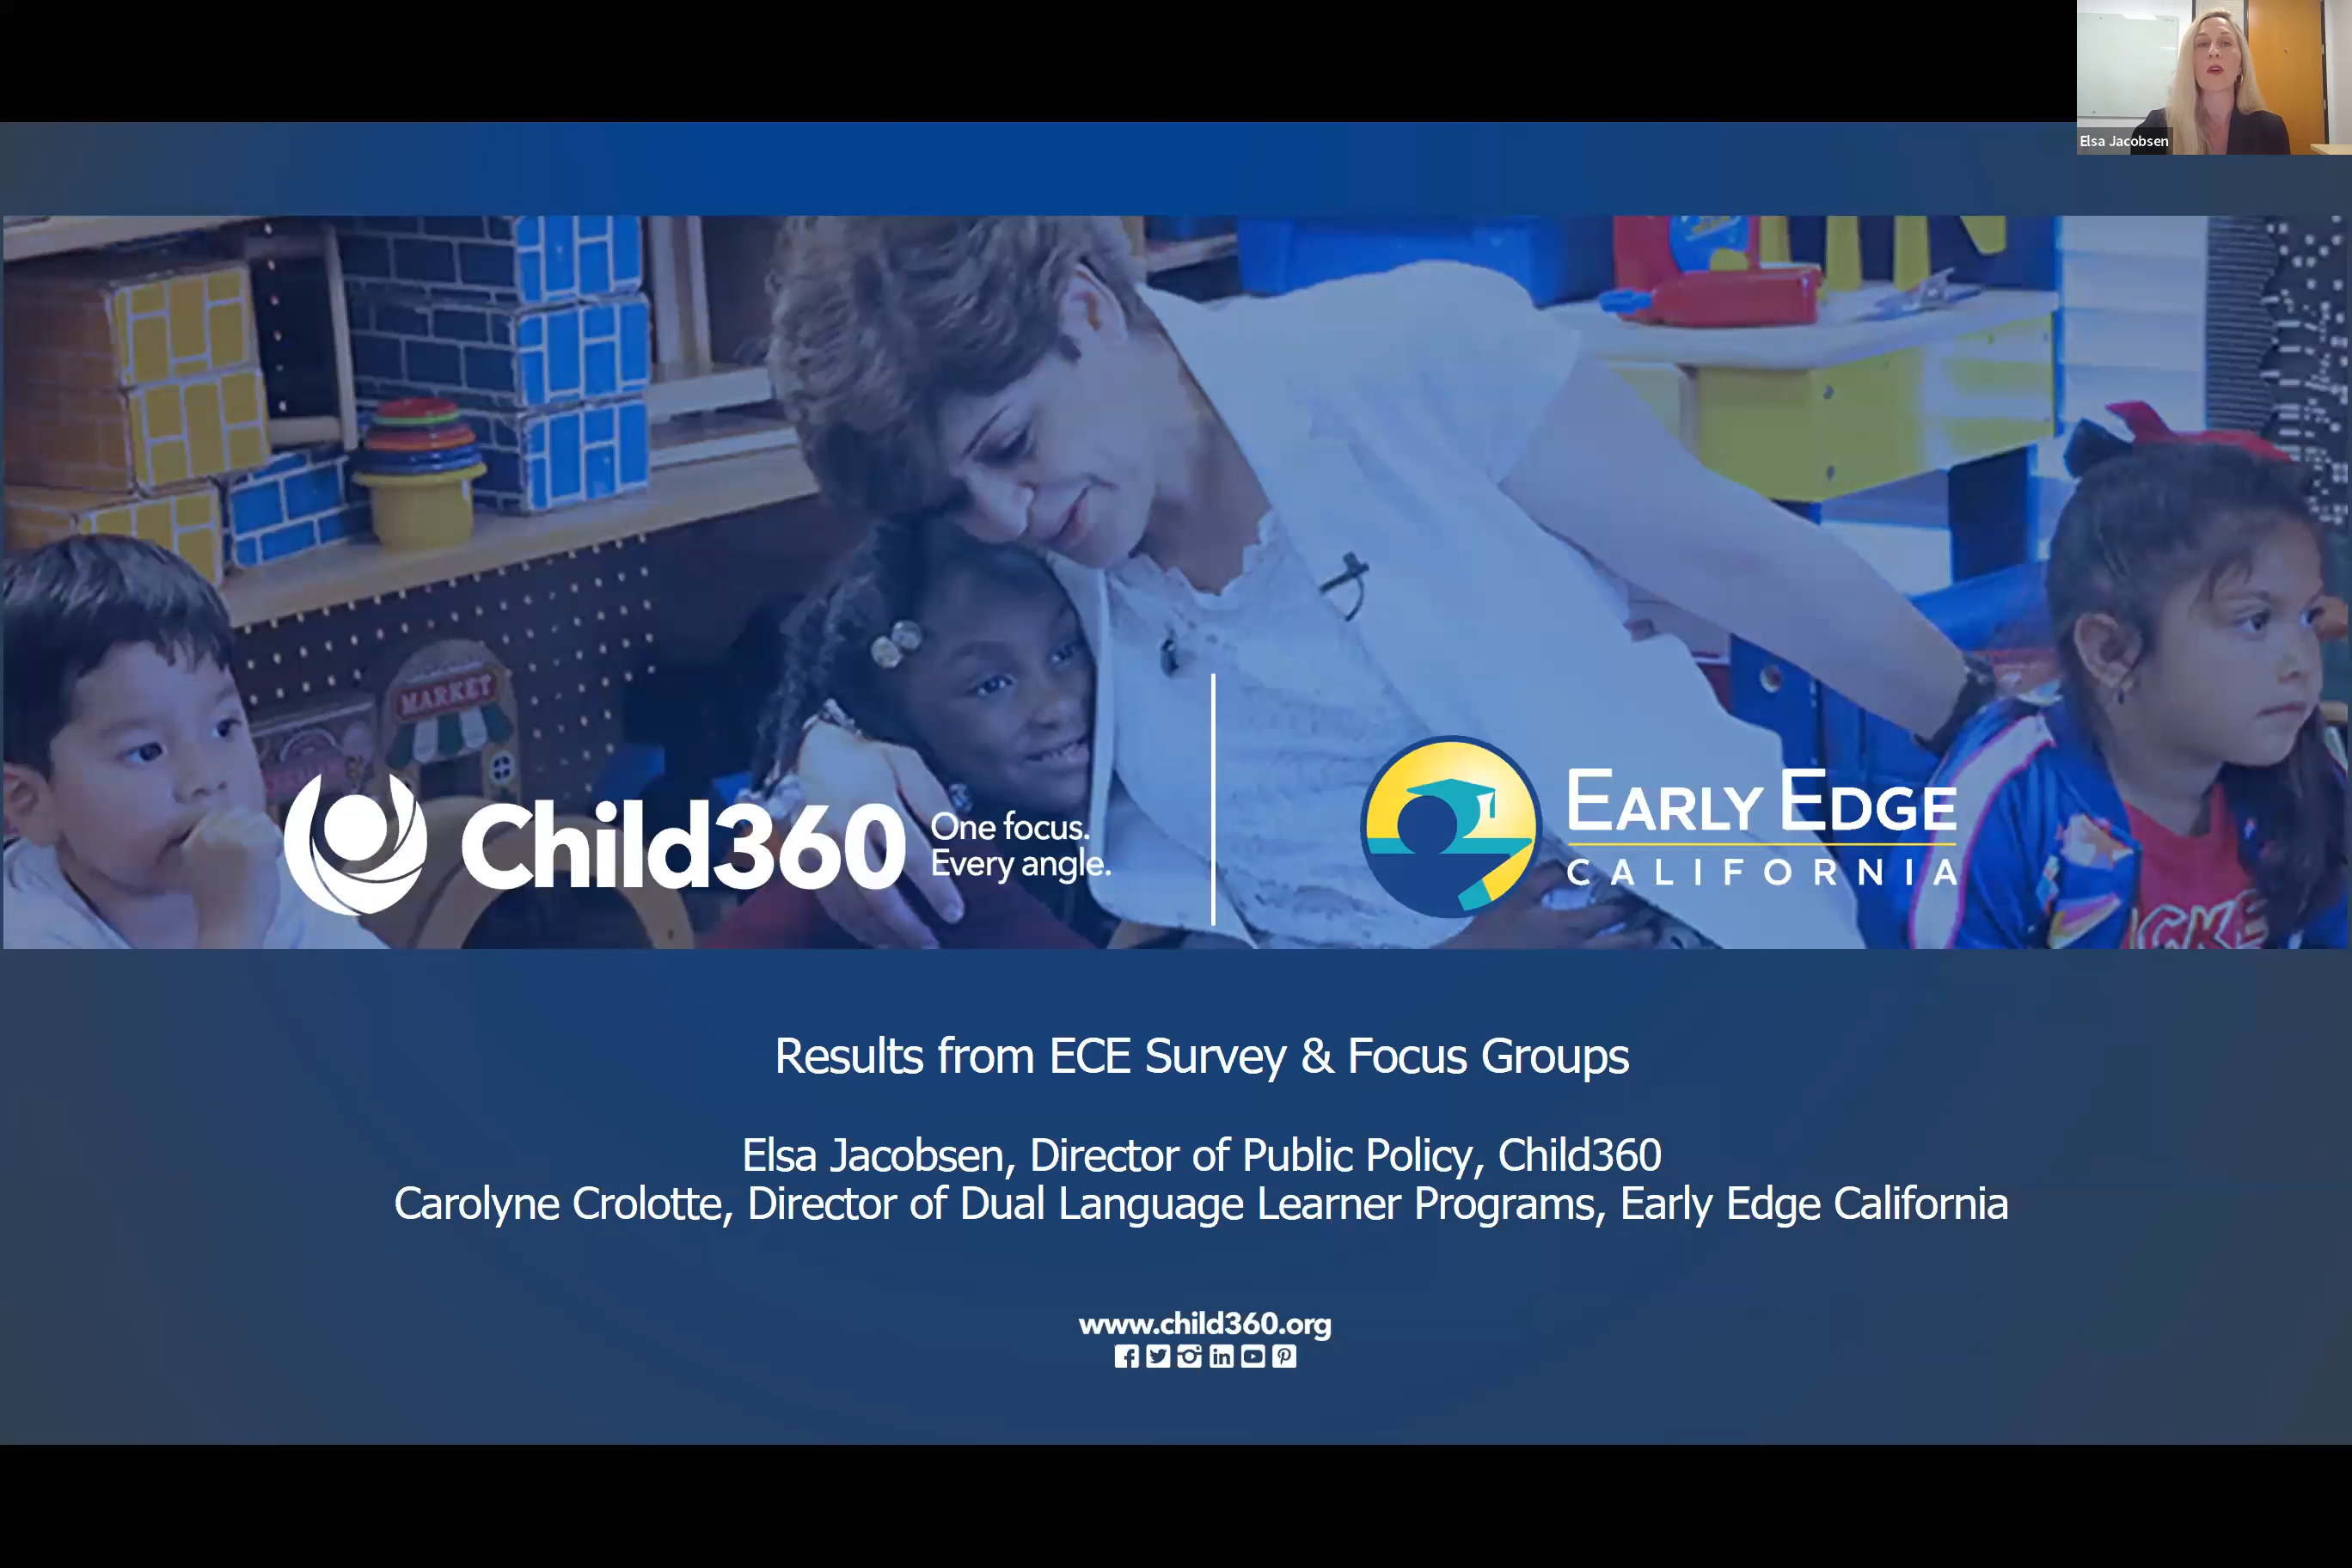 Elsa Jacobsen
MARKET
Child360
One focus.
Every angle.
EARLY EDGE
CALIFORNIA
CKE
Results from ECE Survey & Focus Groups
Elsa Jacobsen, Director of Public Policy, Child360
Carolyne Crolotte, Director of Dual Language Learner Programs, Early Edge California
www.child360.org